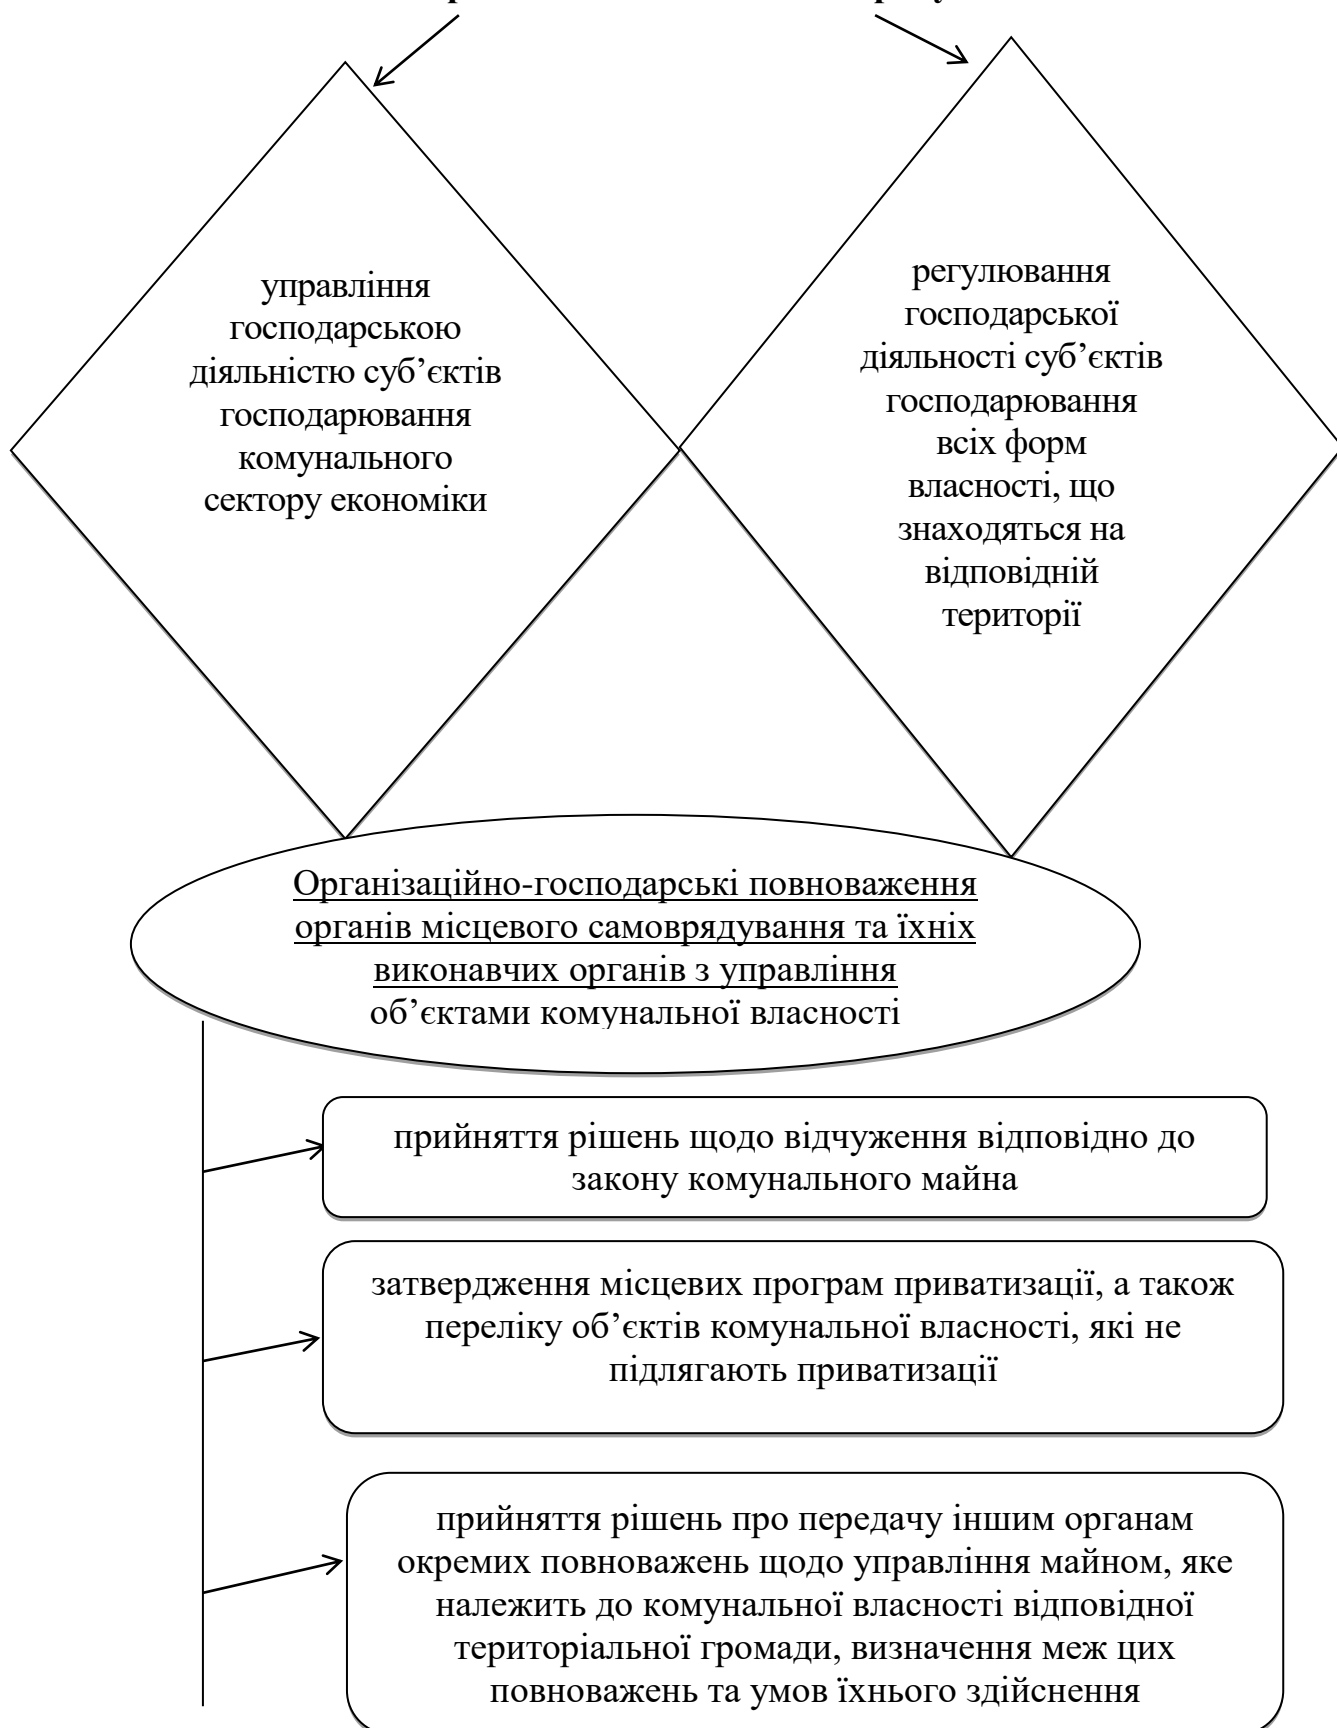 управління
господарською
діяльністю суб’єктів
господарювання
комунального
сектору економіки
регулювання
господарської
діяльності суб’єктів
господарювання
всіх форм
власності, що
знаходяться на
відповідній
території
Організаційно-господарські повноваження
органів місцевого самоврядування та їхніх
виконавчих органів з управління
об’єктами комунальної власності
прийняття рішень щодо відчуження відповідно до
закону комунального майна
затвердження місцевих програм приватизації, а також
переліку об’єктів комунальної власності, які не
підлягають приватизації
прийняття рішень про передачу іншим органам
окремих повноважень щодо управління майном, яке
належить до комунальної власності відповідної
територіальної громади, визначення меж цих
повноважень та умов їхнього здійснення